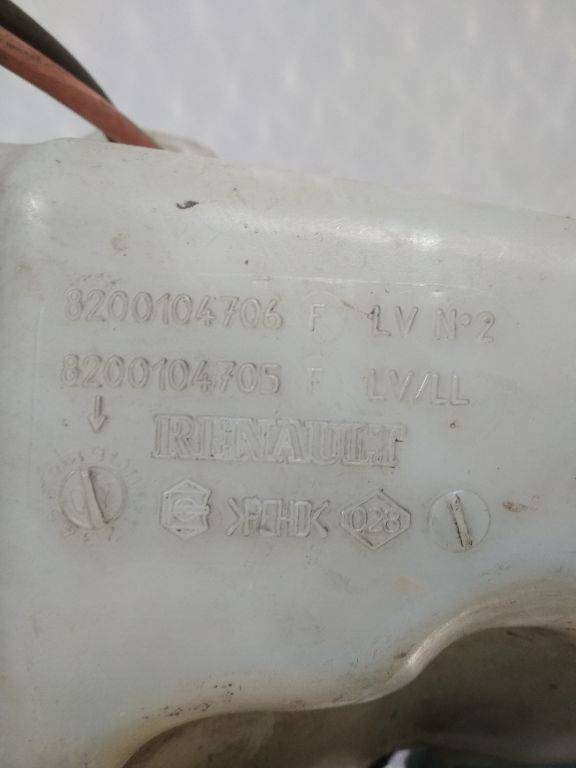 8200104706 F LV N°2
8200104705 F LV/LL
RENAULT
>PEHD< 028